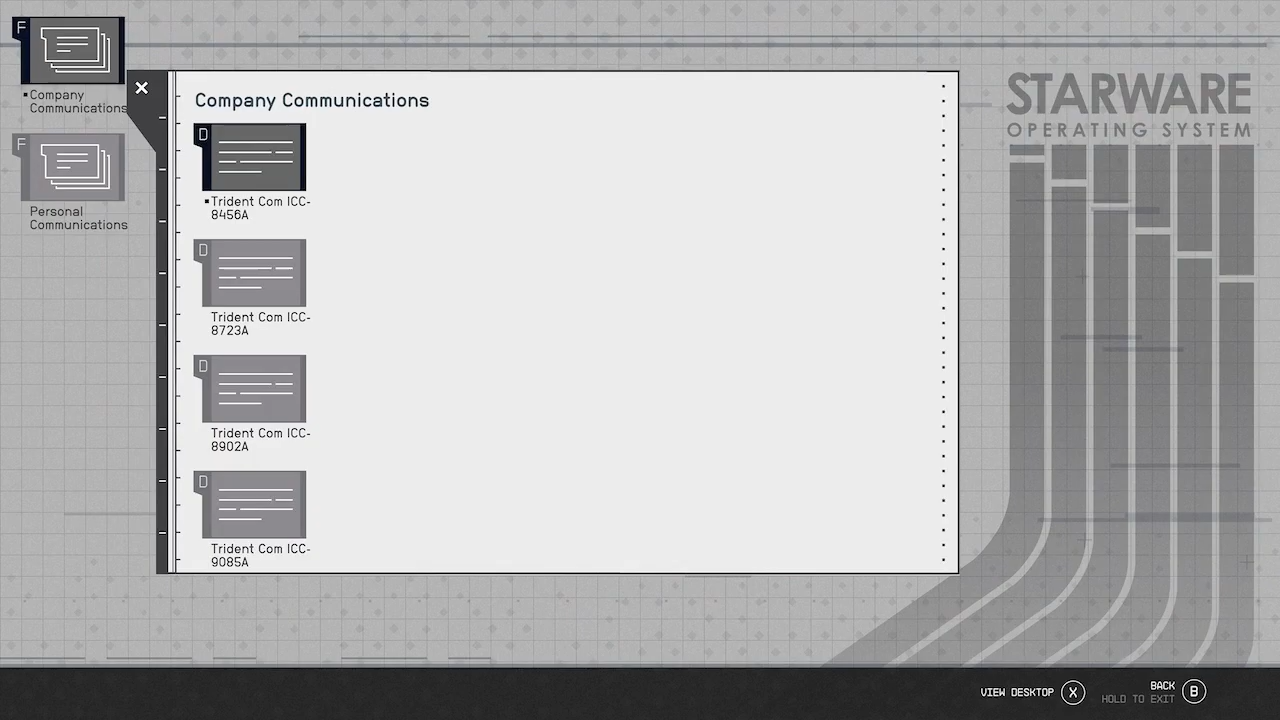 F
Company
Communications
F
Personal
Communications
Company Communications
D
Trident Com ICC-
8456A
D
Trident Com ICC-
8723A
D
Trident Com ICC-
8902A
D
Trident Com ICC-
9085A
STARWARE
OPERATING SYSTEM
VIEW DESKTOP X
BACK B
HOLD TO EXIT